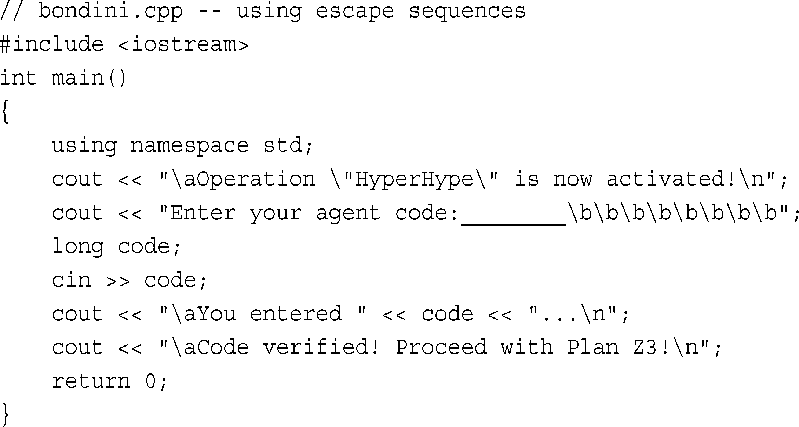 // bondini.cpp -- using escape sequences
#include <iostream>
int main()
{
    using namespace std;
    cout << "\aOperation \"HyperHype\" is now activated!\n";
    cout << "Enter your agent code:________\b\b\b\b\b\b\b\b";
    long code;
    cin >> code;
    cout << "\aYou entered " << code << "...\n";
    cout << "\aCode verified! Proceed with Plan Z3!\n";
    return 0;
}